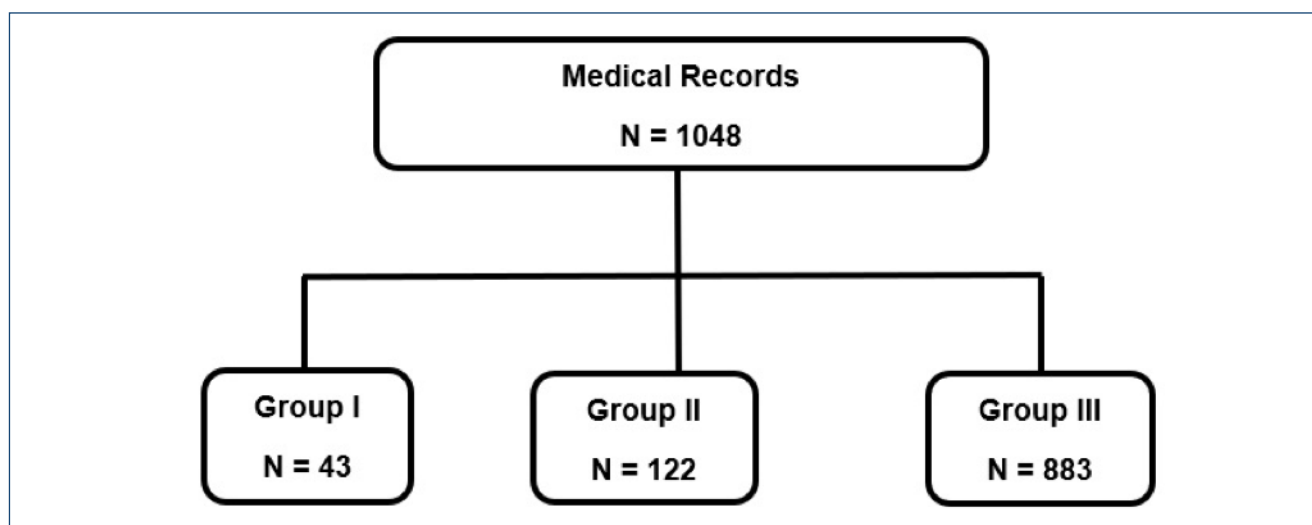 Medical Records
N = 1048
Group I
N = 43
Group II
N = 122
Group III
N = 883